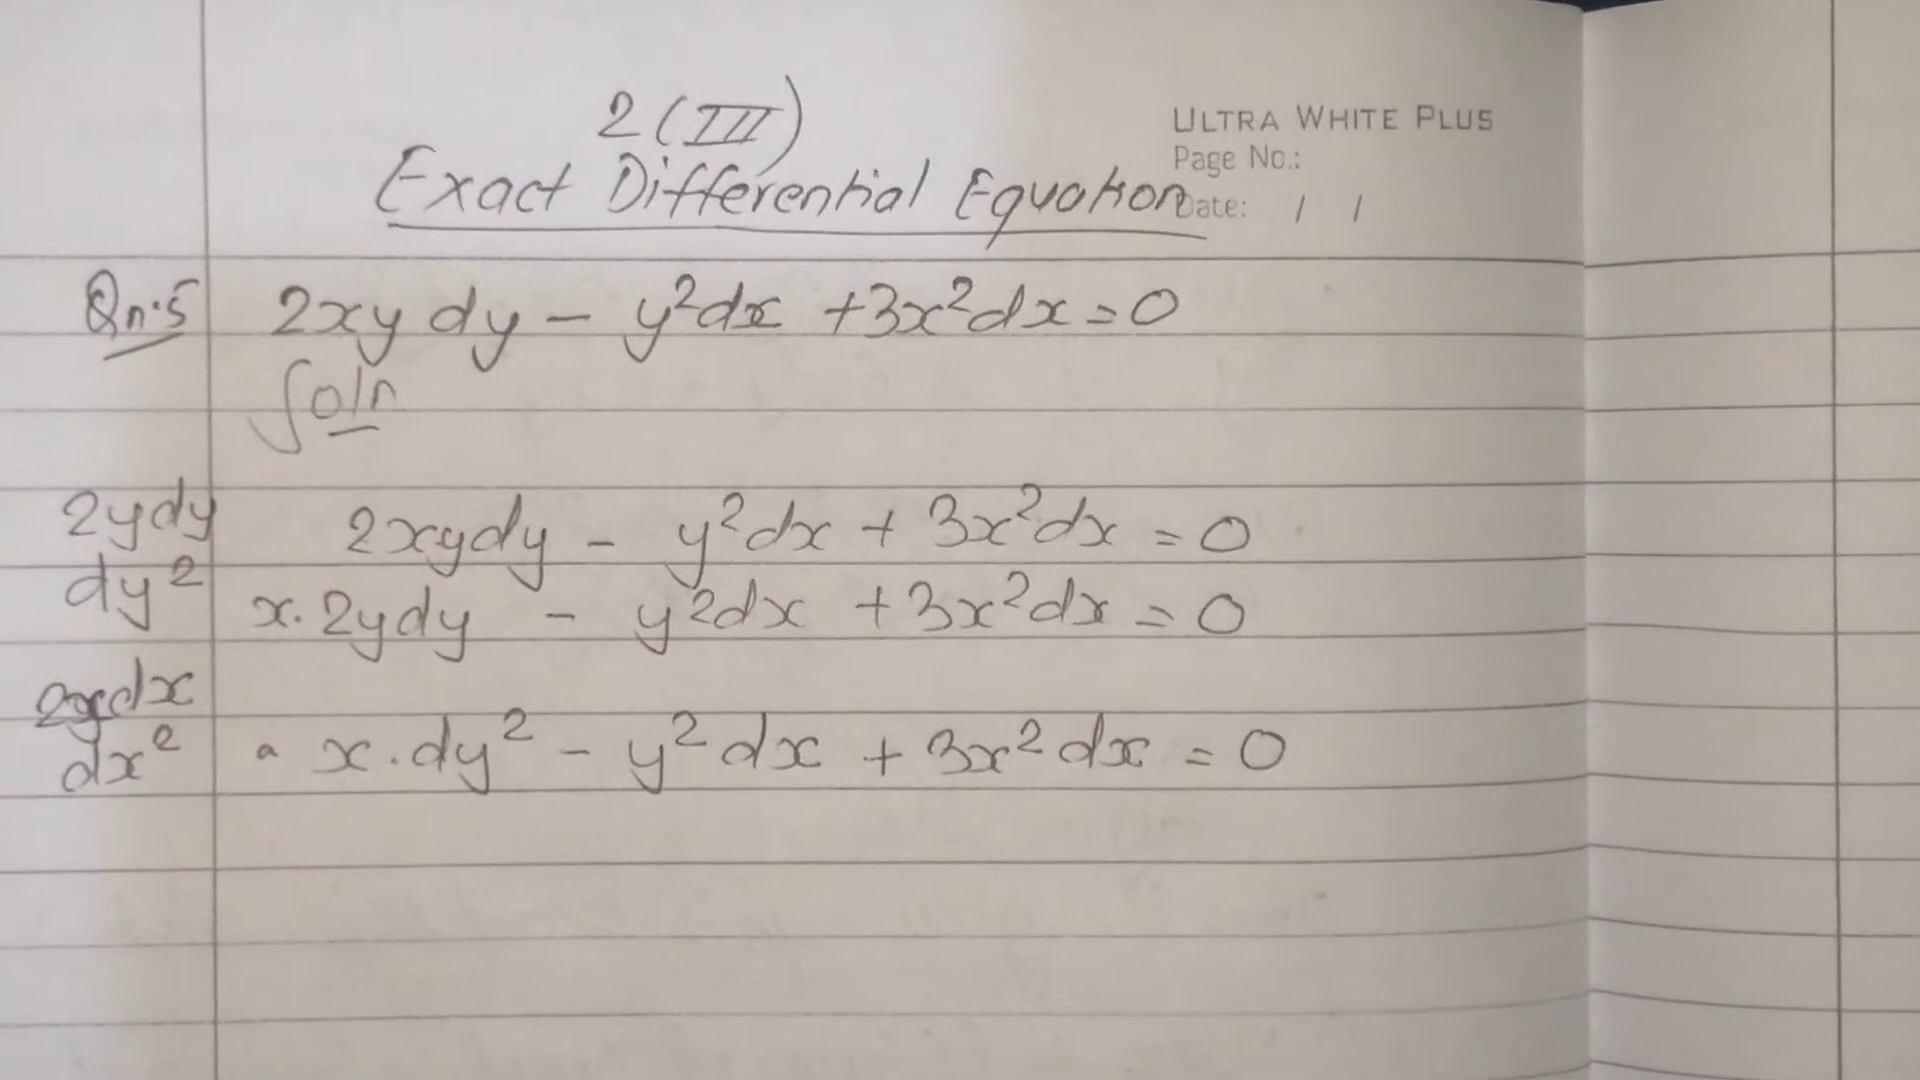 2 (III)
ULTRA WHITE PLUS
Page No.:
Exact Differential Equation
Date: / /
Qn.5 2xy dy - y²dx + 3x²dx = 0
Soln
2ydy 2xydy - y²dx + 3x²dx = 0
dy² x. 2ydy - y²dx + 3x²dx = 0
2xdx
dx² x.dy² - y²dx + 3x²dx = 0